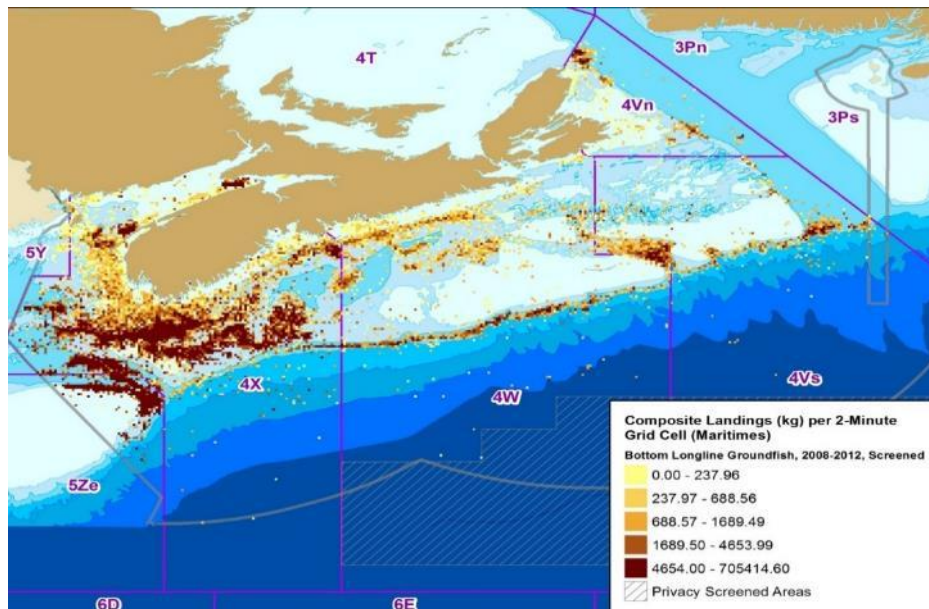 4T
3Pn
4Vn
3Ps
5Y
4X
4W
4Vs
5Ze
6D
6E
Composite Landings (kg) per 2-Minute
Grid Cell (Maritimes)
Bottom Longline Groundfish, 2008-2012, Screened
0.00 - 237.96
237.97 - 688.56
688.57 - 1689.49
1689.50 - 4653.99
4654.00 - 705414.60
Privacy Screened Areas